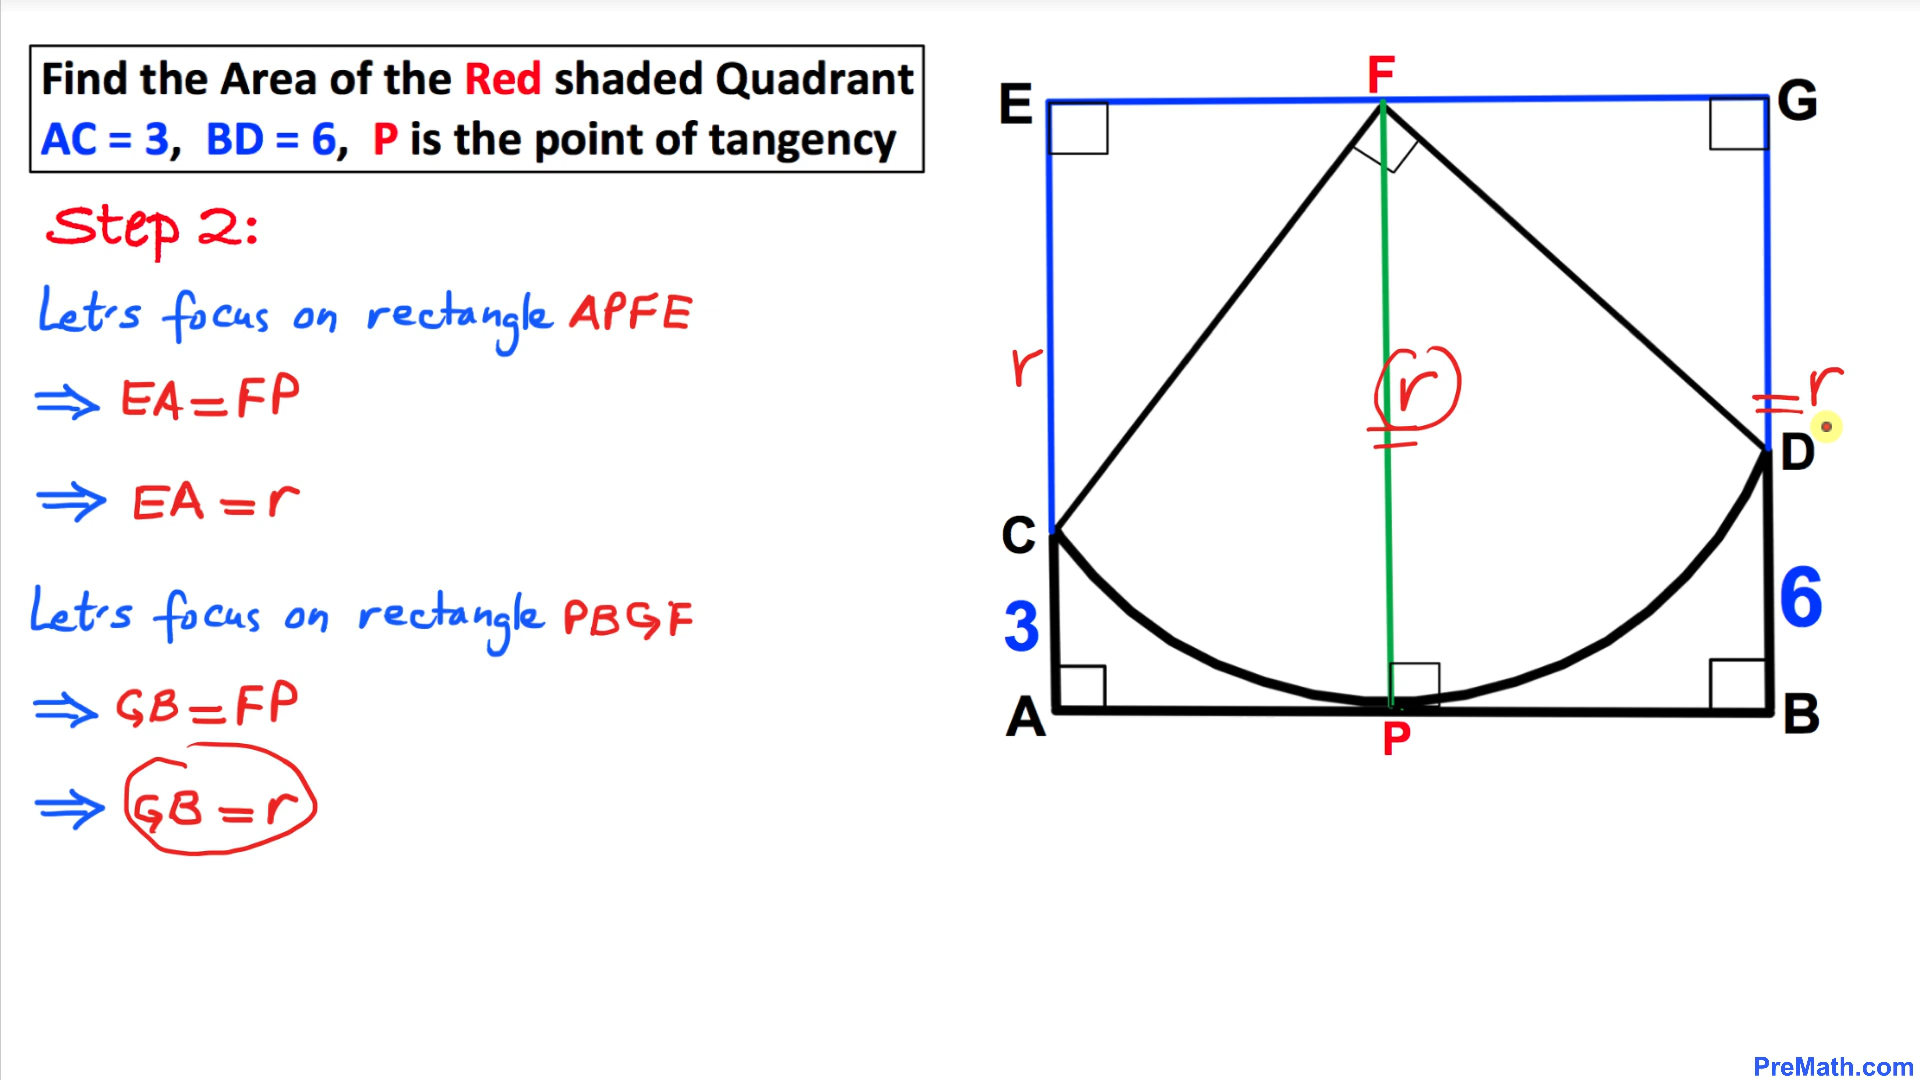 Find the Area of the Red shaded Quadrant
AC = 3, BD = 6, P is the point of tangency
Step 2:
Let's focus on rectangle APFE
⇒ EA = FP
⇒ EA = r
Let's focus on rectangle PBGF
⇒ GB = FP
⇒ GB = r
F
E
G
r
r
r
D
C
3
6
A
B
P
PreMath.com